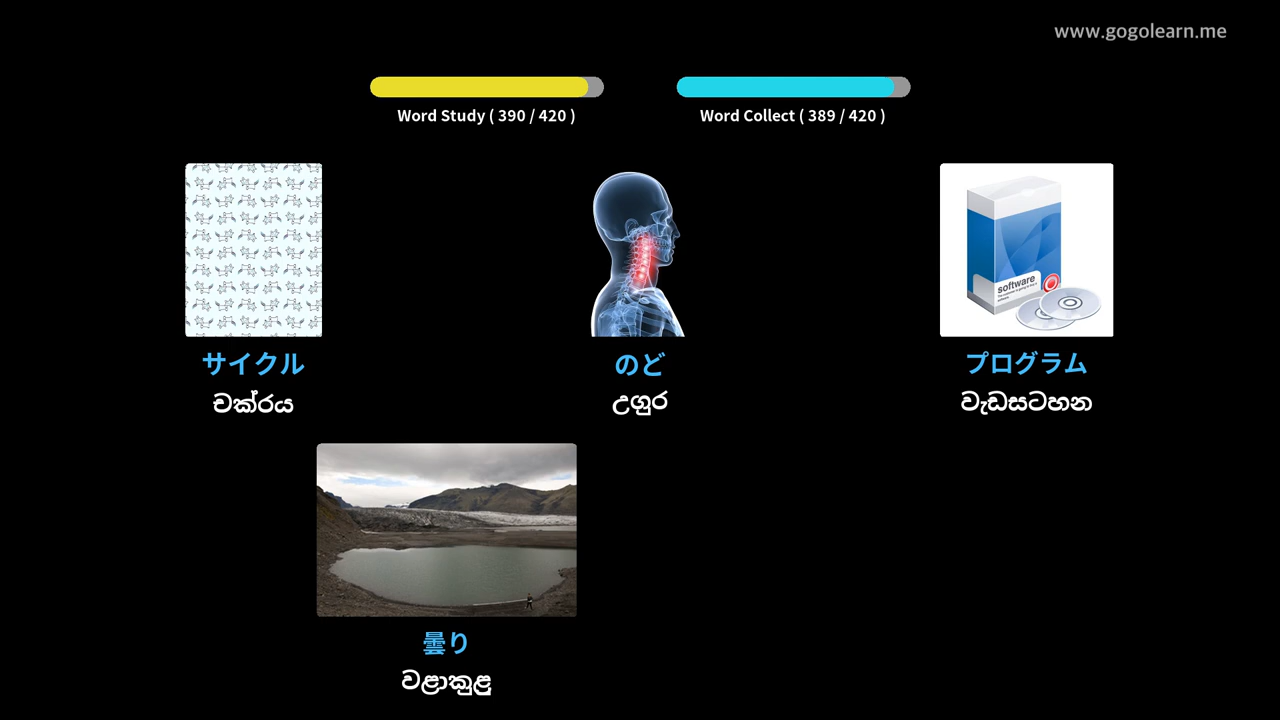 www.gogolearn.me
Word Study ( 390 / 420 )
Word Collect ( 389 / 420 )
software
サイクル
のど
プログラム
චක්රය
උගුර
වැඩසටහන
曇り
වළාකුළු